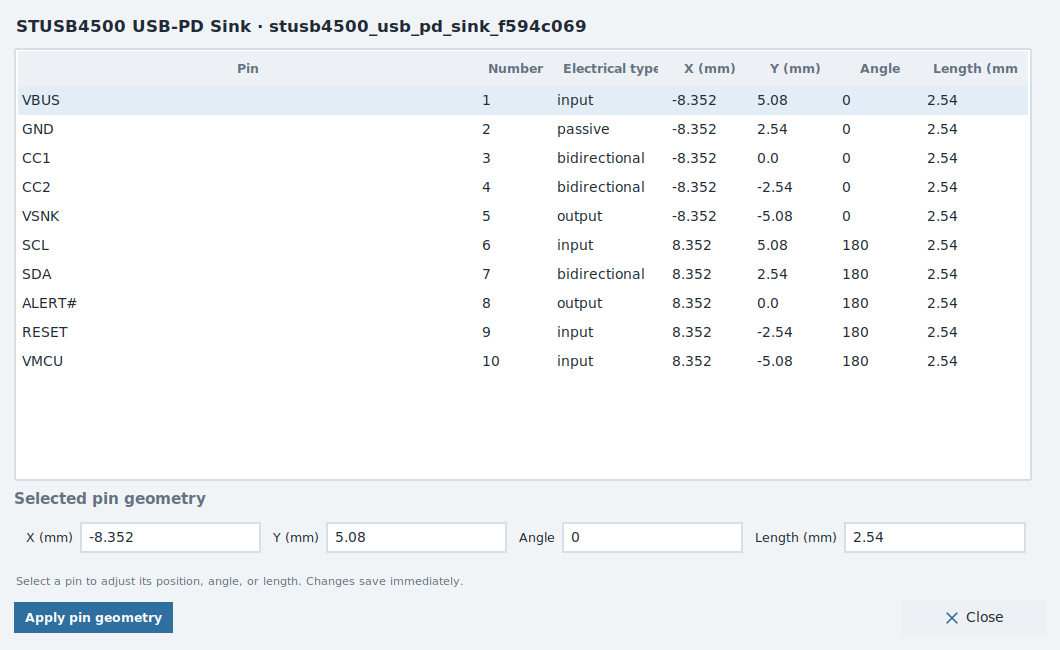 STUSB4500 USB-PD Sink · stusb4500_usb_pd_sink_f594c069
Pin Number Electrical type X (mm) Y (mm) Angle Length (mm
VBUS 1 input -8.352 5.08 0 2.54
GND 2 passive -8.352 2.54 0 2.54
CC1 3 bidirectional -8.352 0.0 0 2.54
CC2 4 bidirectional -8.352 -2.54 0 2.54
VSNK 5 output -8.352 -5.08 0 2.54
SCL 6 input 8.352 5.08 180 2.54
SDA 7 bidirectional 8.352 2.54 180 2.54
ALERT# 8 output 8.352 0.0 180 2.54
RESET 9 input 8.352 -2.54 180 2.54
VMCU 10 input 8.352 -5.08 180 2.54
Selected pin geometry
X (mm) -8.352 Y (mm) 5.08 Angle 0 Length (mm) 2.54
Select a pin to adjust its position, angle, or length. Changes save immediately.
Apply pin geometry Close